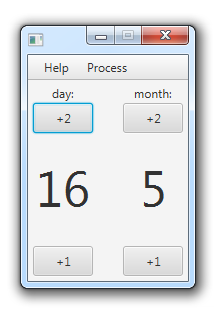 Help Process
day: month:
+2 +2
16 5
+1 +1